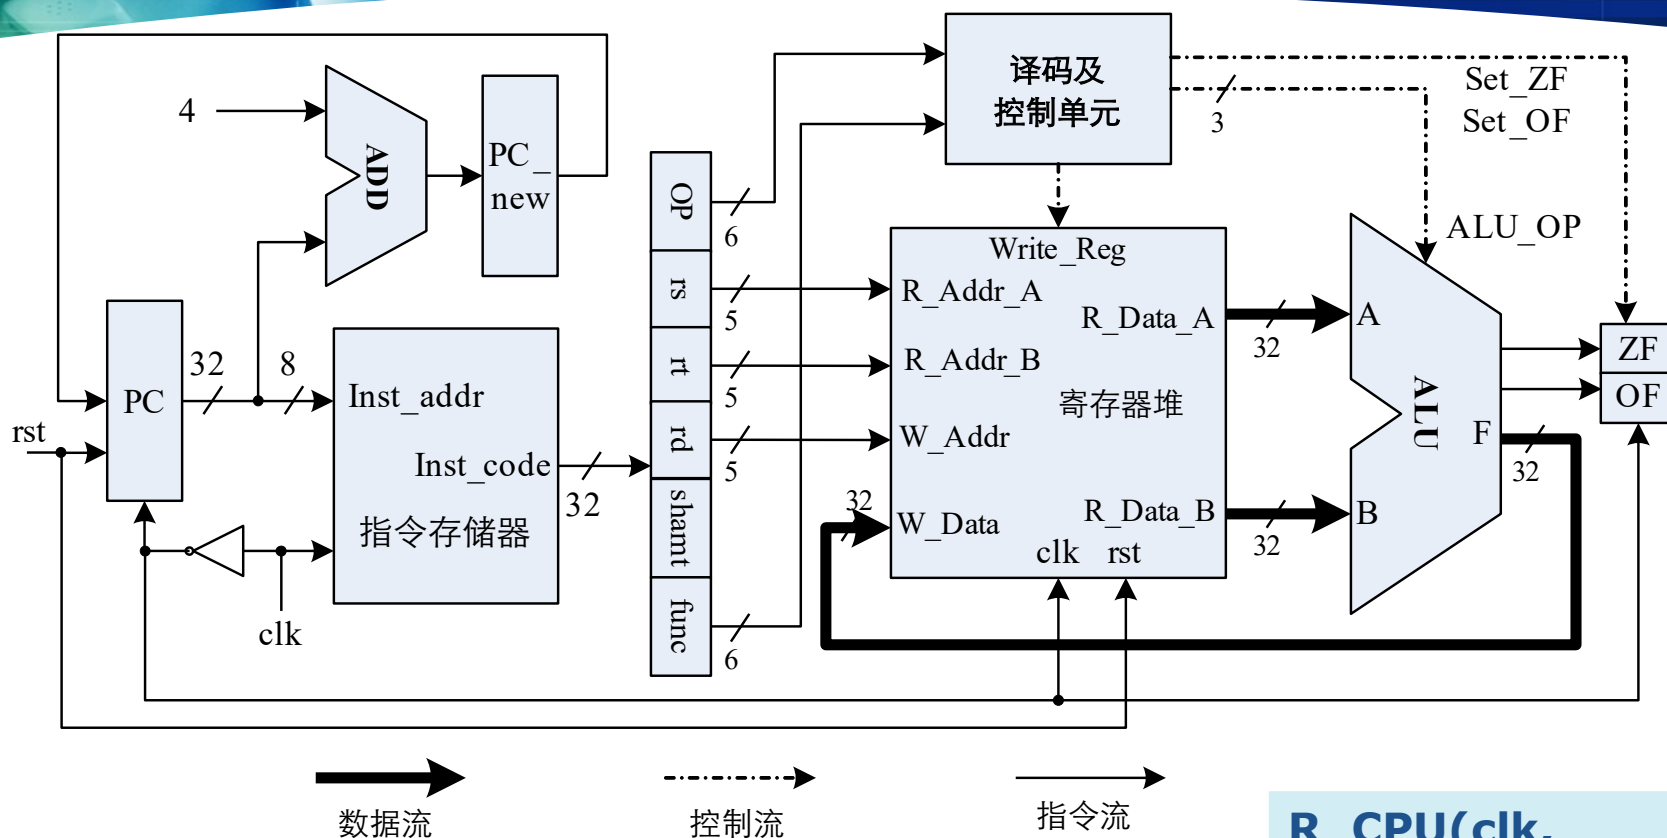 译码及
控制单元
Set_ZF
Set_OF
3
4
ADD
PC_
new
OP
6
ALU_OP
Write_Reg
rs
5
R_Addr_A
R_Data_A
32
A
ZF
OF
PC
32
8
Inst_addr
rt
5
R_Addr_B
寄存器堆
ALU
rst
Inst_code
32
rd
5
W_Addr
F
32
指令存储器
shamt
32
W_Data
R_Data_B
32
B
clk
rst
clk
func
6
数据流
控制流
指令流
R_CPU(clk,